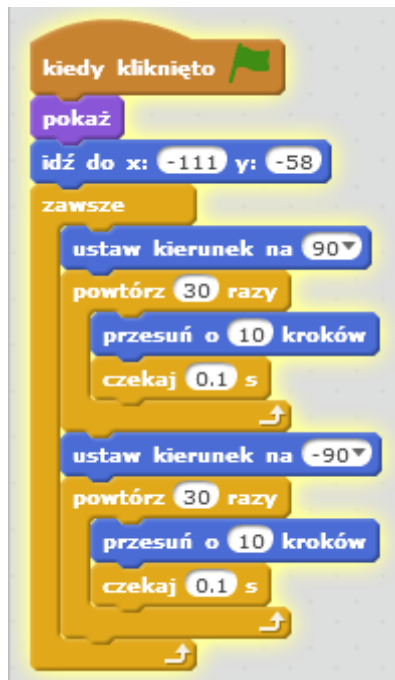 kiedy kliknięto
pokaż
idź do x: -111 y: -58
zawsze
ustaw kierunek na 90
powtórz 30 razy
przesuń o 10 kroków
czekaj 0.1 s
ustaw kierunek na -90
powtórz 30 razy
przesuń o 10 kroków
czekaj 0.1 s